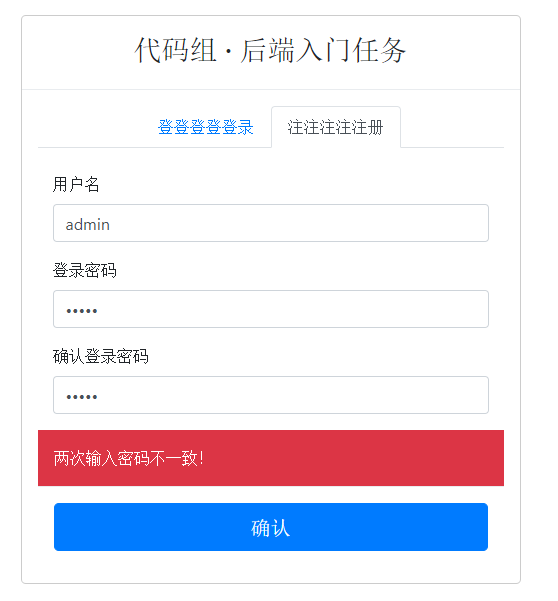 代码组 · 后端入门任务
登登登登登录 注注注注注册
用户名
admin
登录密码
•••••
确认登录密码
•••••
两次输入密码不一致!
确认